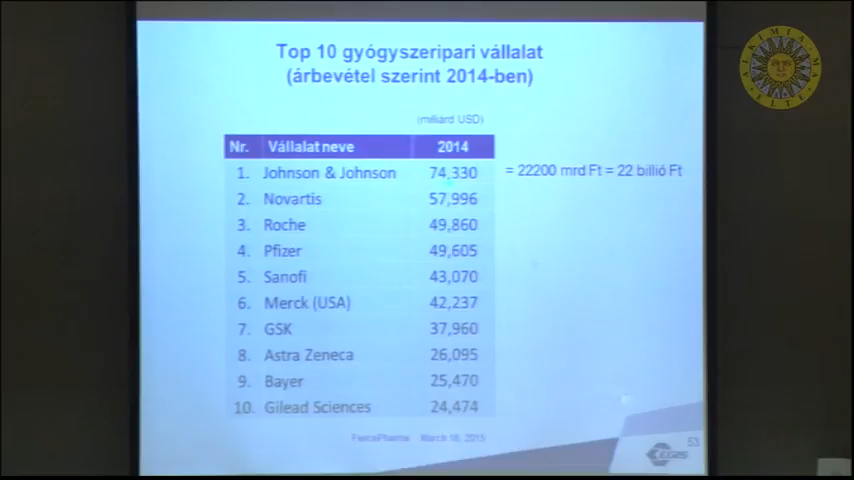 Top 10 gyógyszeripari vállalat
(árbevétel szerint 2014-ben)
(milliárd USD)
Nr. Vállalat neve 2014
1. Johnson & Johnson 74,330 = 22200 mrd Ft = 22 billió Ft
2. Novartis 57,996
3. Roche 49,860
4. Pfizer 49,605
5. Sanofi 43,070
6. Merck (USA) 42,237
7. GSK 37,960
8. Astra Zeneca 26,095
9. Bayer 25,470
10. Gilead Sciences 24,474
FiercePharma March 18, 2015
53
EGIS
ALKÍMIA MA
ELTE